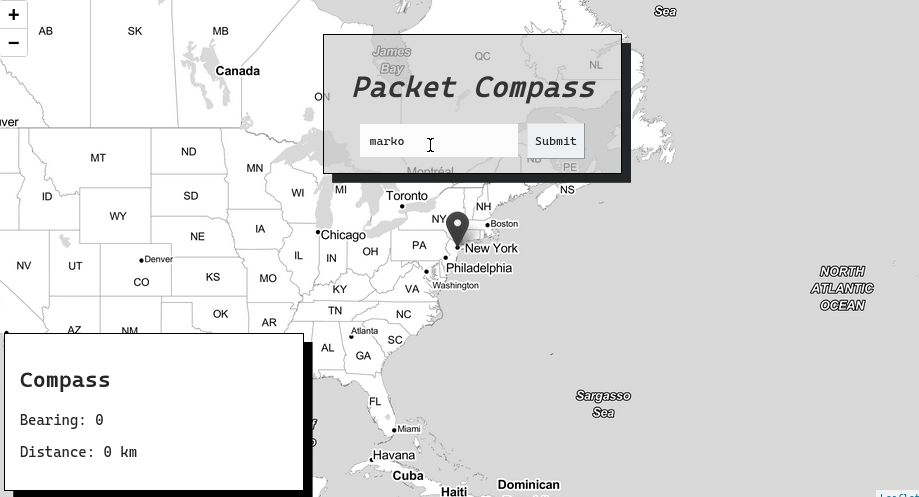 +
−
AB
SK
MB
Canada
ON
James
Bay
QC
NL
Sea
Packet Compass
marko
Submit
NB
PE
Montréal
NS
MT
ND
MN
ID
SD
WI
MI
Toronto
WY
NY
NH
Boston
IA
Chicago
New York
NE
PA
NV
UT
Denver
IL
IN
OH
Philadelphia
CO
KS
MO
KY
VA
Washington
OK
TN
NC
AZ
NM
AR
Atlanta
SC
AL
GA
NORTH
ATLANTIC
OCEAN
Compass
Bearing: 0
Distance: 0 km
FL
Miami
Sargasso
Sea
Havana
Cuba
Haiti
Dominican